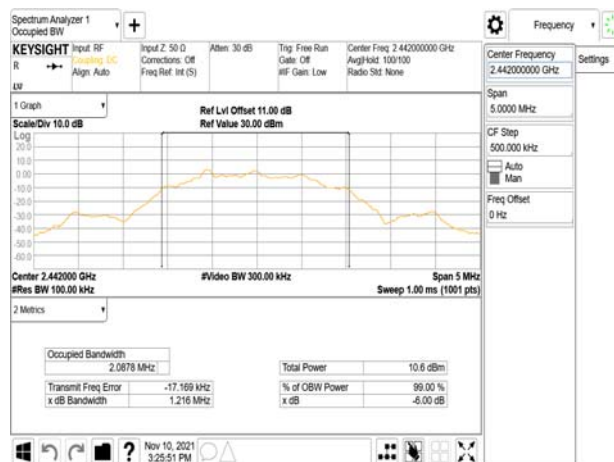 Spectrum Analyzer 1
Occupied BW
+
Frequency
KEYSIGHT
R
LXI
Input: RF
Coupling: DC
Align: Auto
Input Z: 50 Ω
Corrections: Off
Freq Ref: Int (S)
Atten: 30 dB
Trig: Free Run
Gate: Off
#IF Gain: Low
Center Freq: 2.442000000 GHz
Avg|Hold: 100/100
Radio Std: None
Center Frequency
2.442000000 GHz
Settings
Span
5.0000 MHz
CF Step
500.000 kHz
Auto
Man
Freq Offset
0 Hz
1 Graph
Scale/Div 10.0 dB
Ref Lvl Offset 11.00 dB
Ref Value 30.00 dBm
Log
20.0
10.0
0.00
-10.0
-20.0
-30.0
-40.0
-50.0
-60.0
Center 2.442000 GHz
#Res BW 100.00 kHz
#Video BW 300.00 kHz
Span 5 MHz
Sweep 1.00 ms (1001 pts)
2 Metrics
Occupied Bandwidth
2.0878 MHz
Transmit Freq Error -17.169 kHz
x dB Bandwidth 1.216 MHz
Total Power 10.6 dBm
% of OBW Power 99.00 %
x dB -6.00 dB
?
Nov 10, 2021
3:25:51 PM